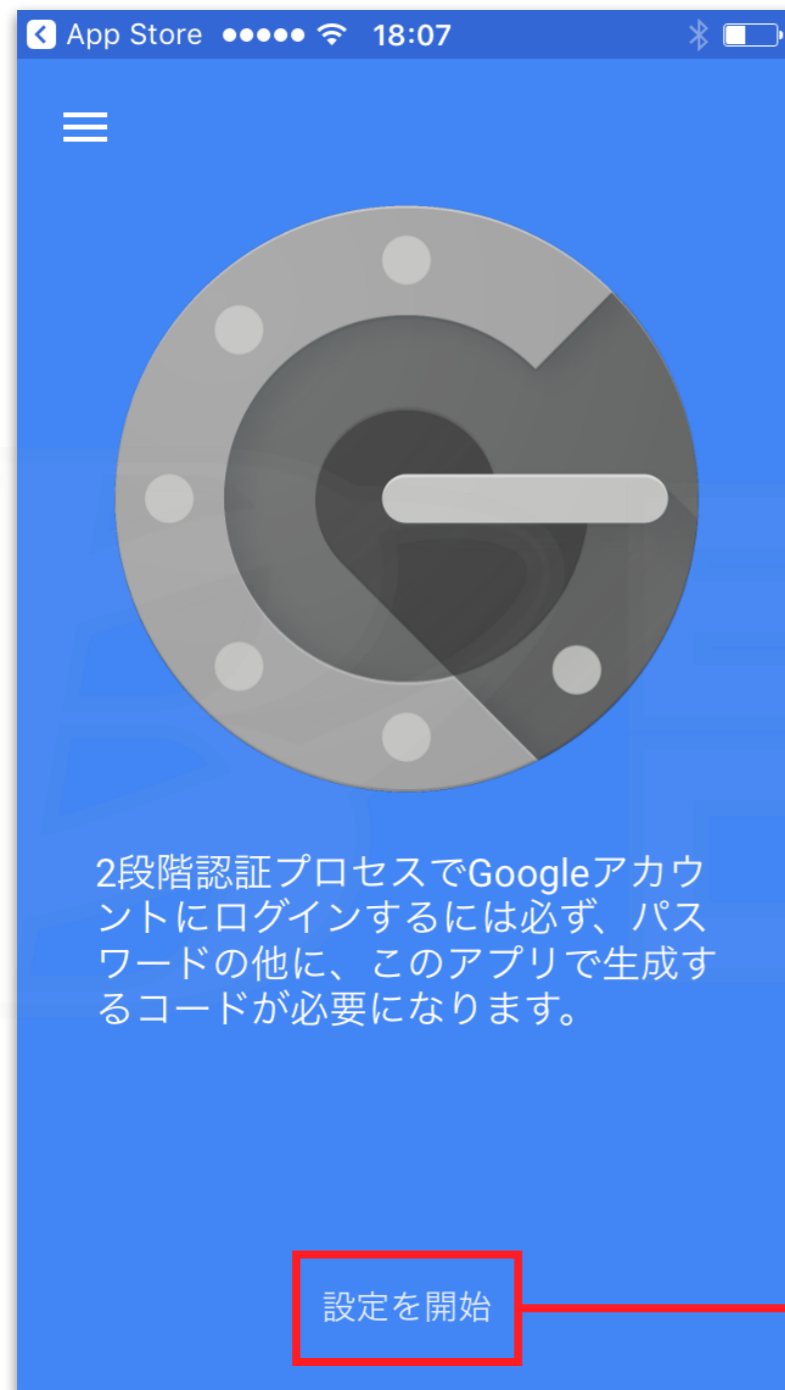 App Store 18:07
2段階認証プロセスでGoogleアカウ
ントにログインするには必ず、パス
ワードの他に、このアプリで生成す
るコードが必要になります。
設定を開始